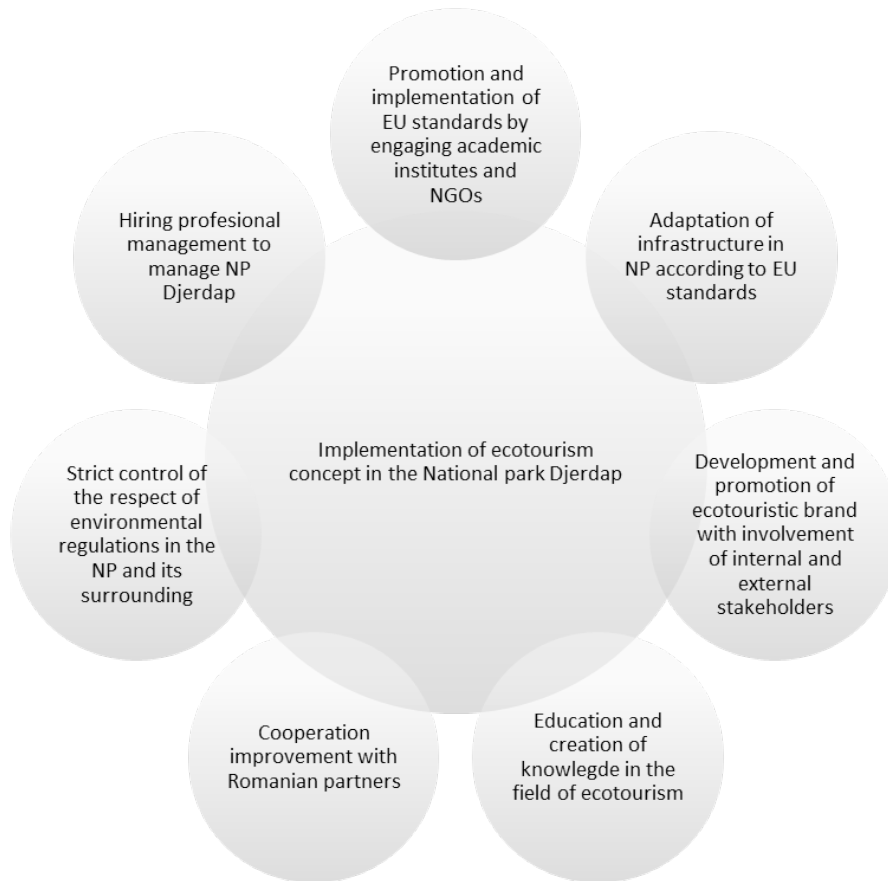 Promotion and
implementation of
EU standards by
engaging academic
institutes and
NGOs
Adaptation of
infrastructure in
NP according to EU
standards
Development and
promotion of
ecotouristic brand
with involvement
of internal and
external
stakeholders
Education and
creation of
knowlegde in the
field of ecotourism
Cooperation
improvement with
Romanian partners
Strict control of
the respect of
environmental
regulations in the
NP and its
surrounding
Hiring profesional
management to
manage NP
Djerdap
Implementation of ecotourism
concept in the National park Djerdap